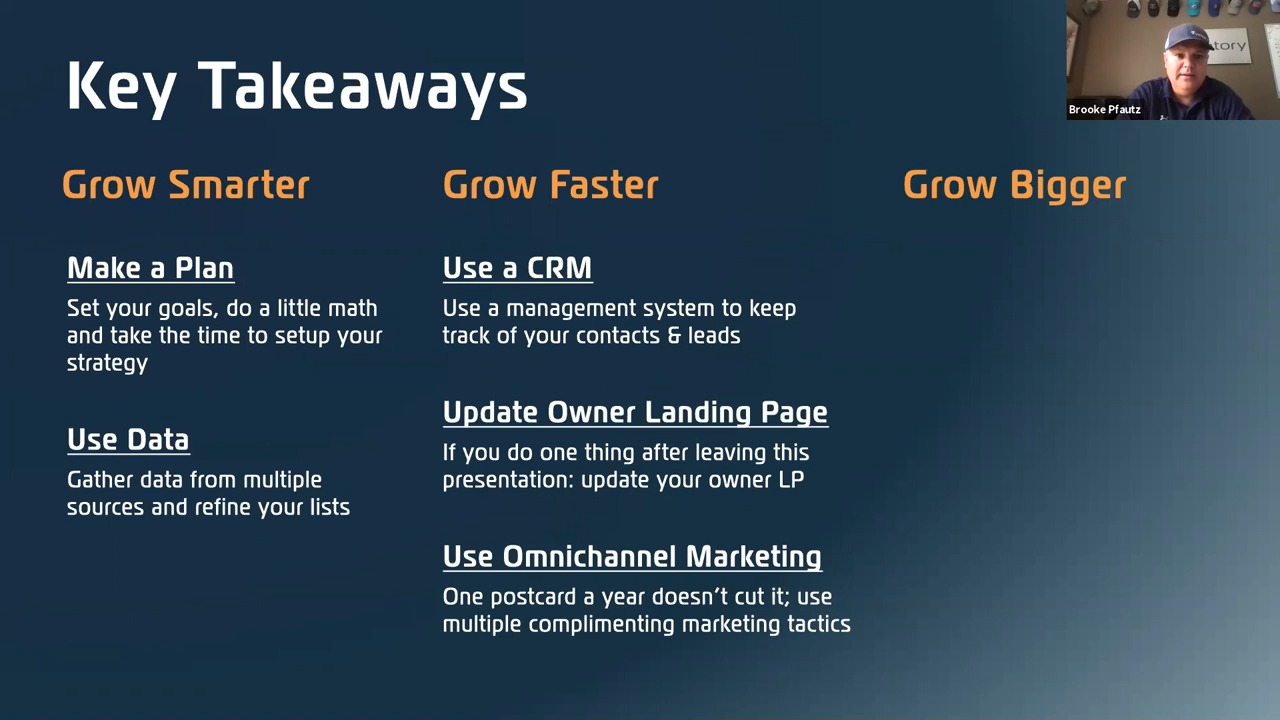 Key Takeaways
tory
Brooke Pfautz
Grow Smarter
Make a Plan
Set your goals, do a little math
and take the time to setup your
strategy
Use Data
Gather data from multiple
sources and refine your lists
Grow Faster
Use a CRM
Use a management system to keep
track of your contacts & leads
Update Owner Landing Page
If you do one thing after leaving this
presentation: update your owner LP
Use Omnichannel Marketing
One postcard a year doesn't cut it; use
multiple complimenting marketing tactics
Grow Bigger